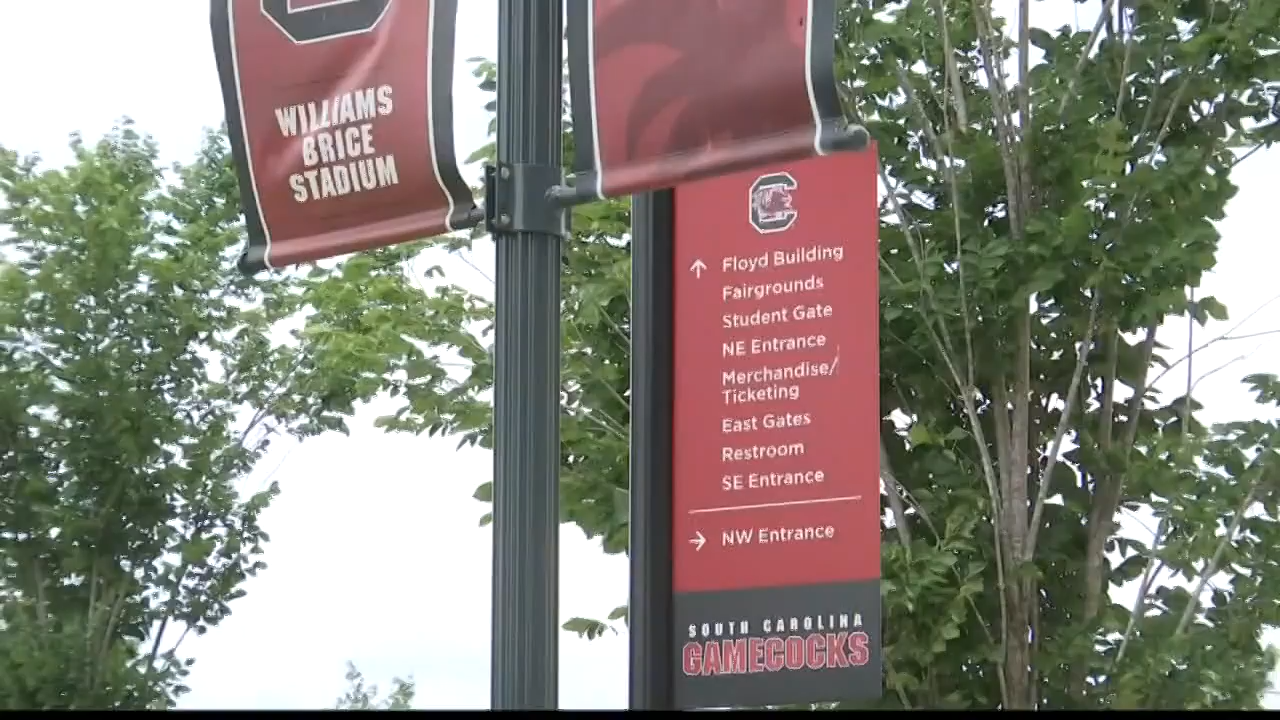 WILLIAMS
BRICE
STADIUM
↑ Floyd Building
Fairgrounds
Student Gate
NE Entrance
Merchandise/
Ticketing
East Gates
Restroom
SE Entrance
→ NW Entrance
SOUTH CAROLINA
GAMECOCKS